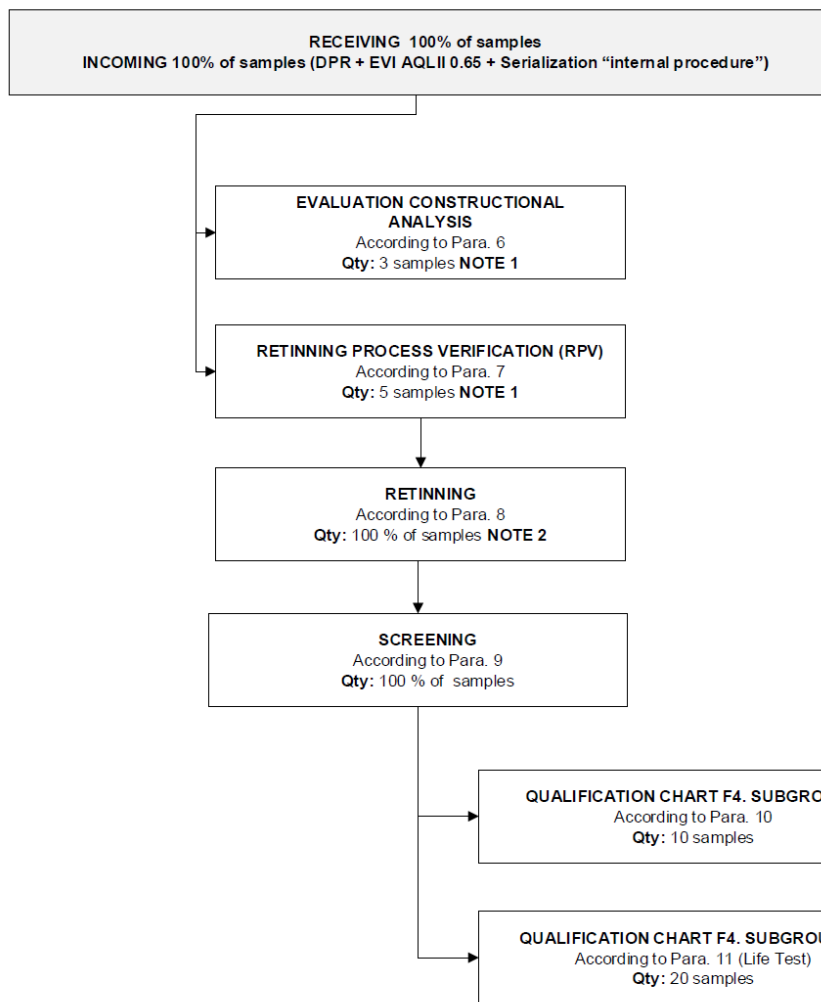 RECEIVING 100% of samples
INCOMING 100% of samples (DPR + EVI AQLII 0.65 + Serialization “internal procedure”)
EVALUATION CONSTRUCTIONAL
ANALYSIS
According to Para. 6
Qty: 3 samples NOTE 1
RETINNING PROCESS VERIFICATION (RPV)
According to Para. 7
Qty: 5 samples NOTE 1
RETINNING
According to Para. 8
Qty: 100 % of samples NOTE 2
SCREENING
According to Para. 9
Qty: 100 % of samples
QUALIFICATION CHART F4.
According to Para. 10
Qty: 10 samples
QUALIFICATION CHART F4.
According to Para. 11 (Life Test)
Qty: 20 samples